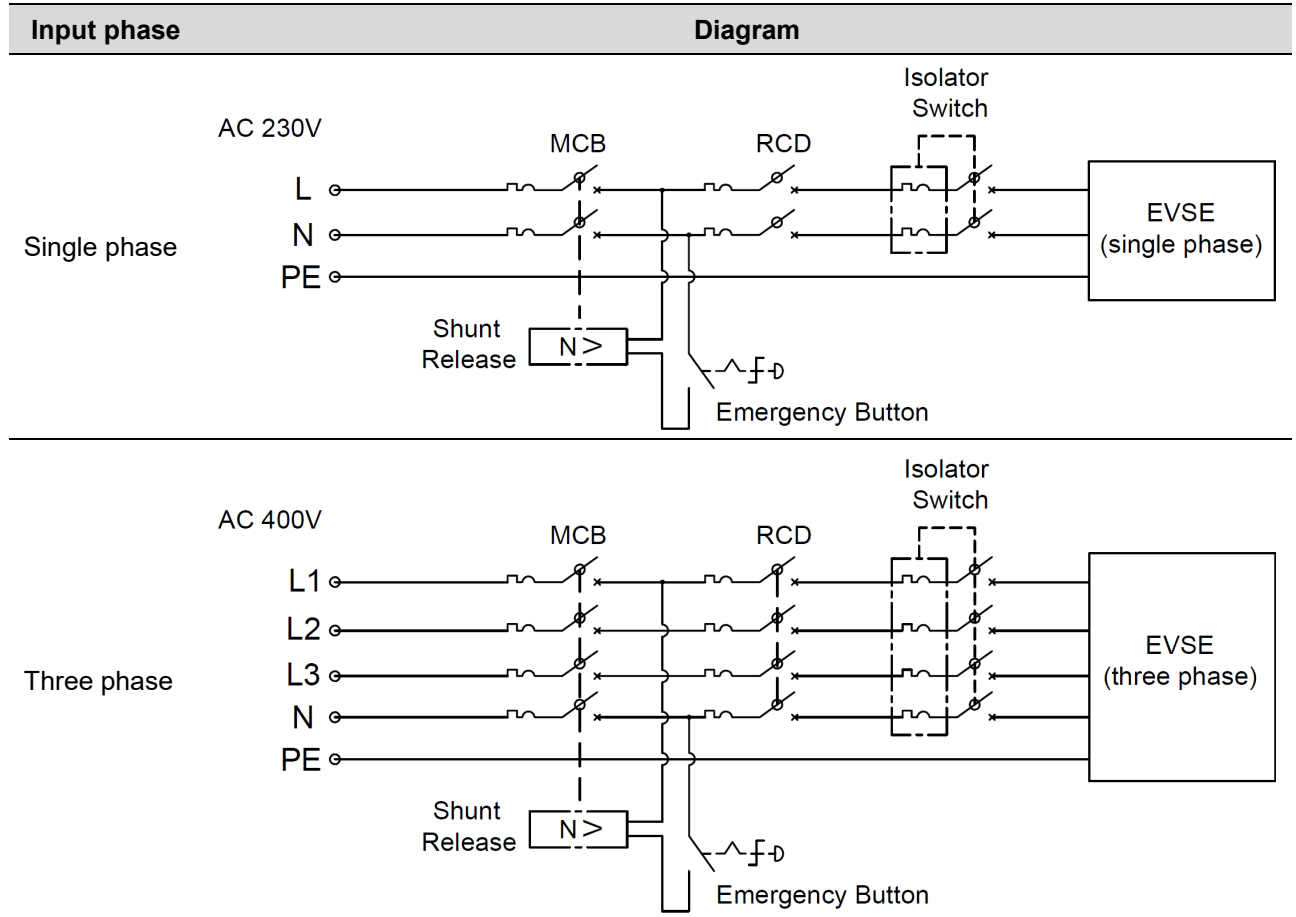 Input phase Diagram
Single phase
AC 230V
MCB
RCD
Isolator
Switch
L
N
PE
EVSE
(single phase)
Shunt
Release
N >
Emergency Button
Three phase
AC 400V
MCB
RCD
Isolator
Switch
L1
L2
L3
N
PE
EVSE
(three phase)
Shunt
Release
N >
Emergency Button